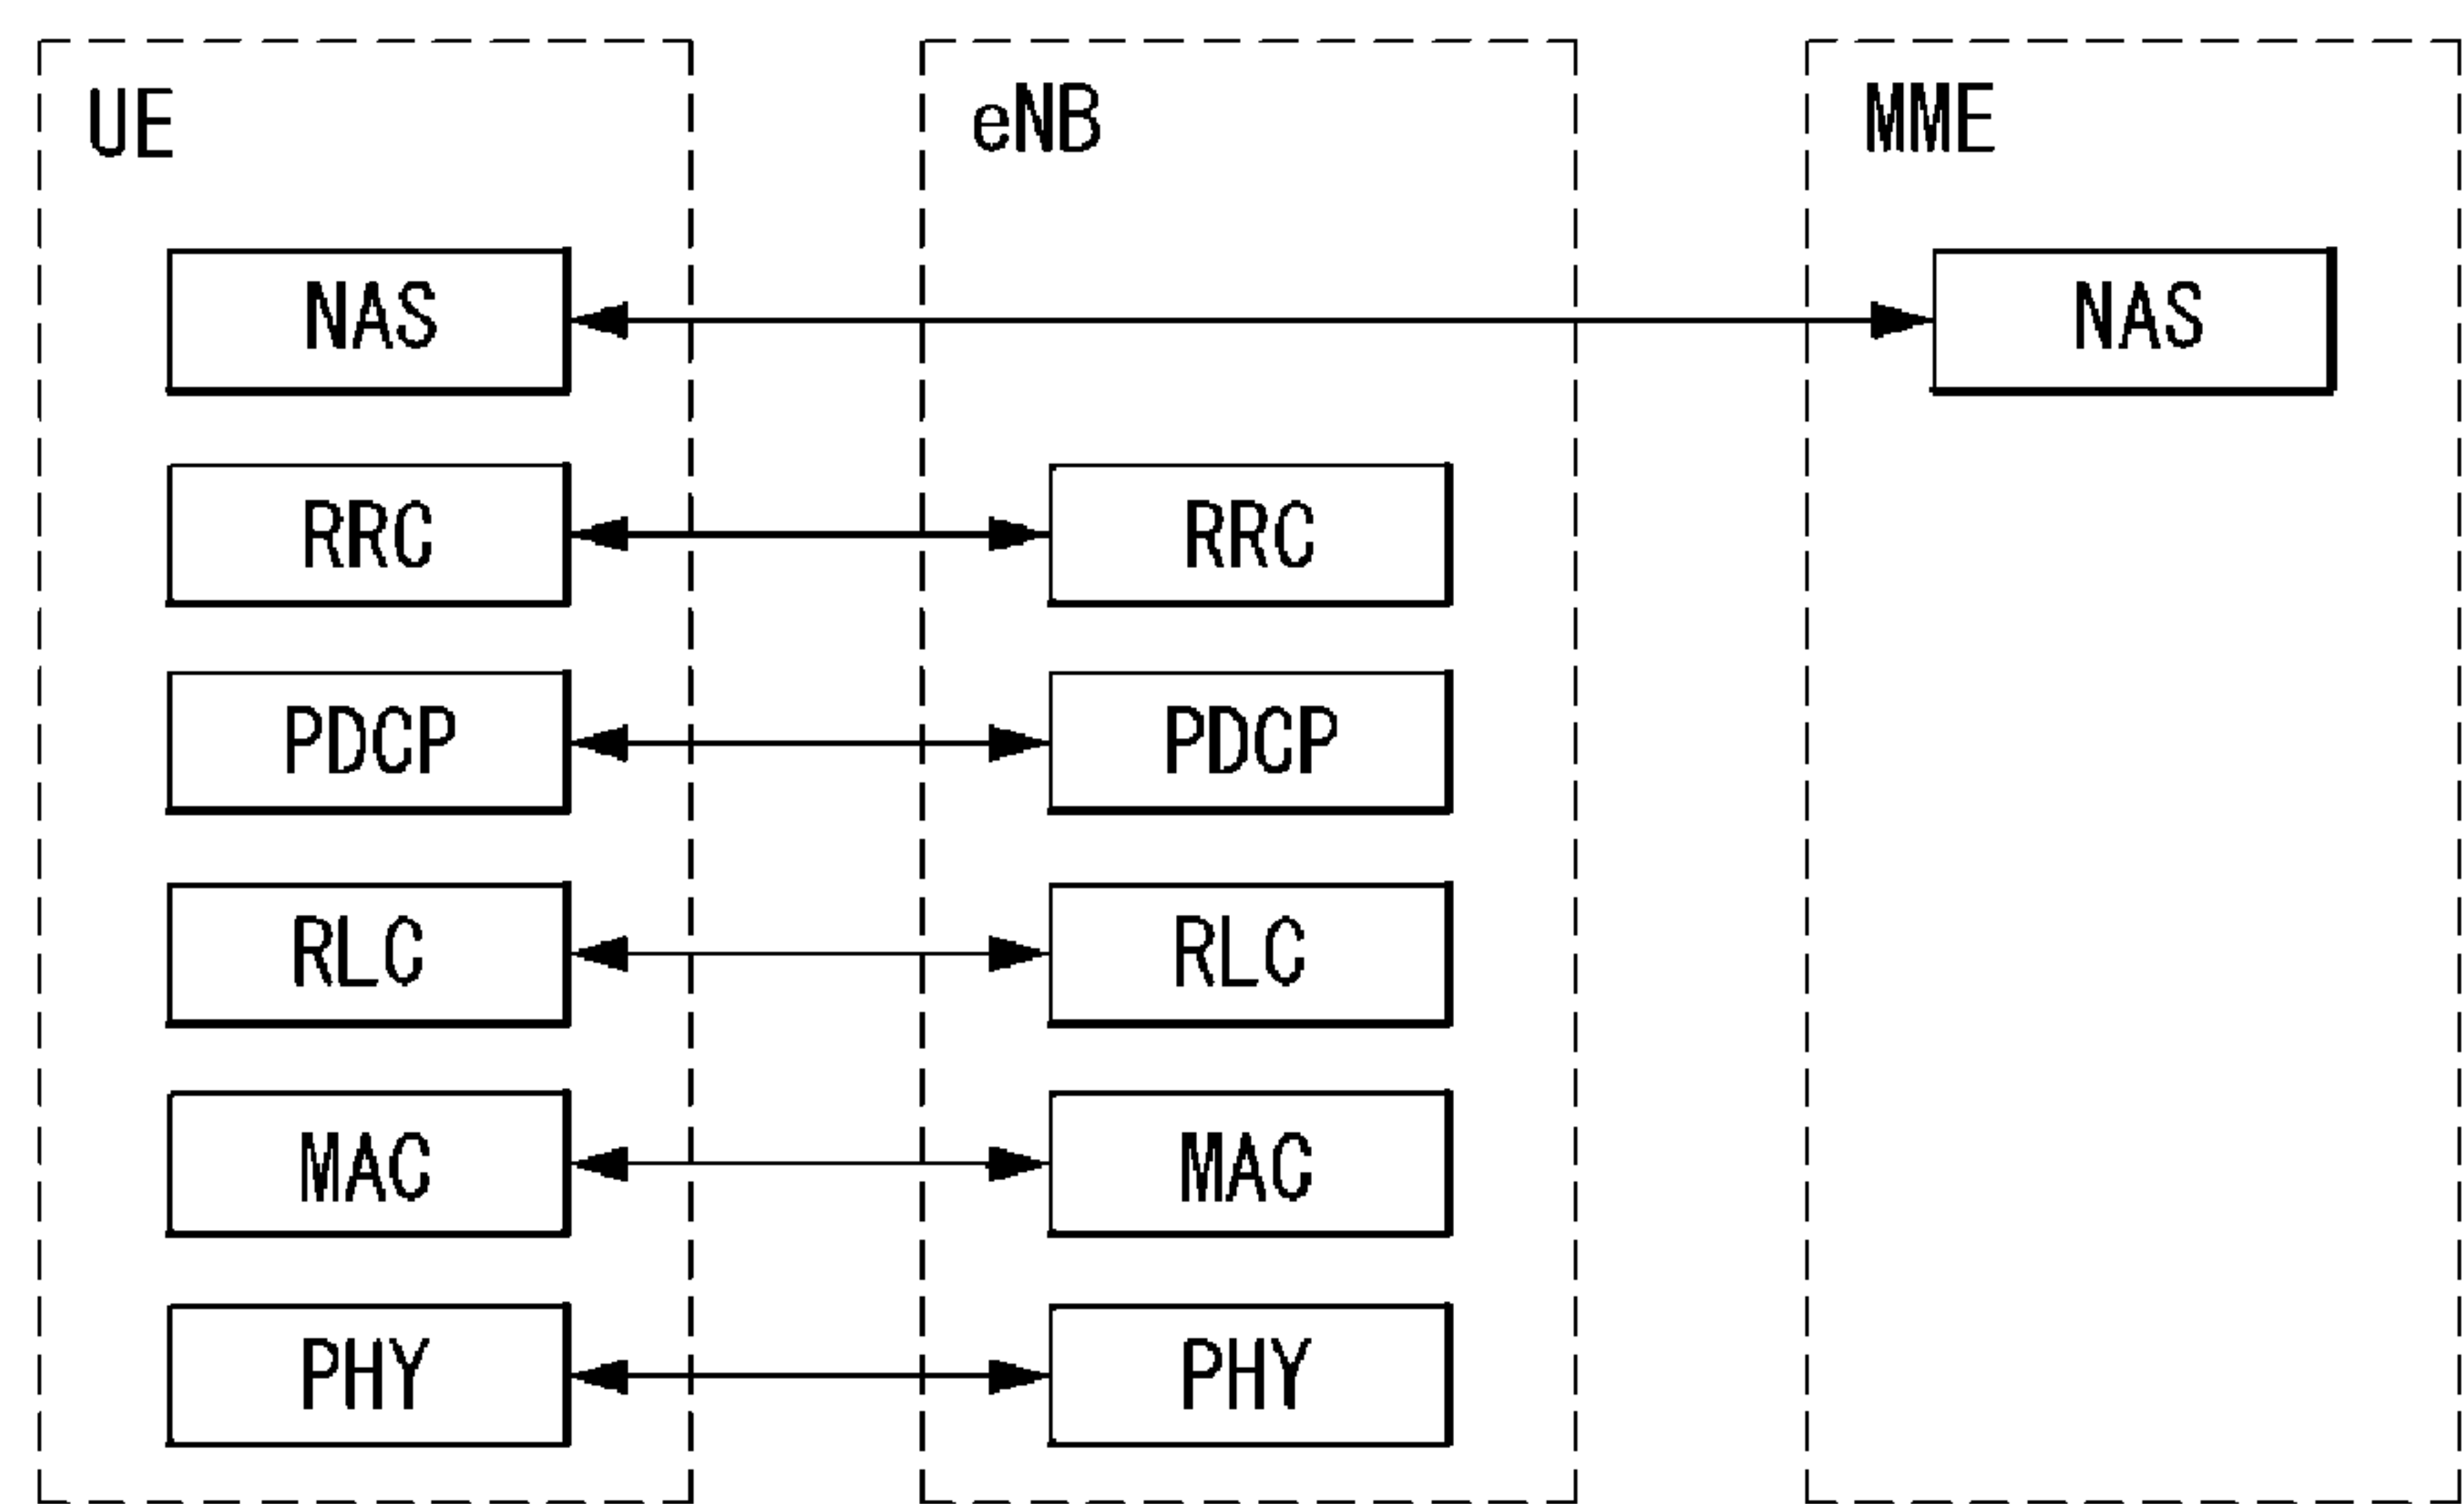 UE eNB MME
NAS NAS
RRC RRC
PDCP PDCP
RLC RLC
MAC MAC
PHY PHY